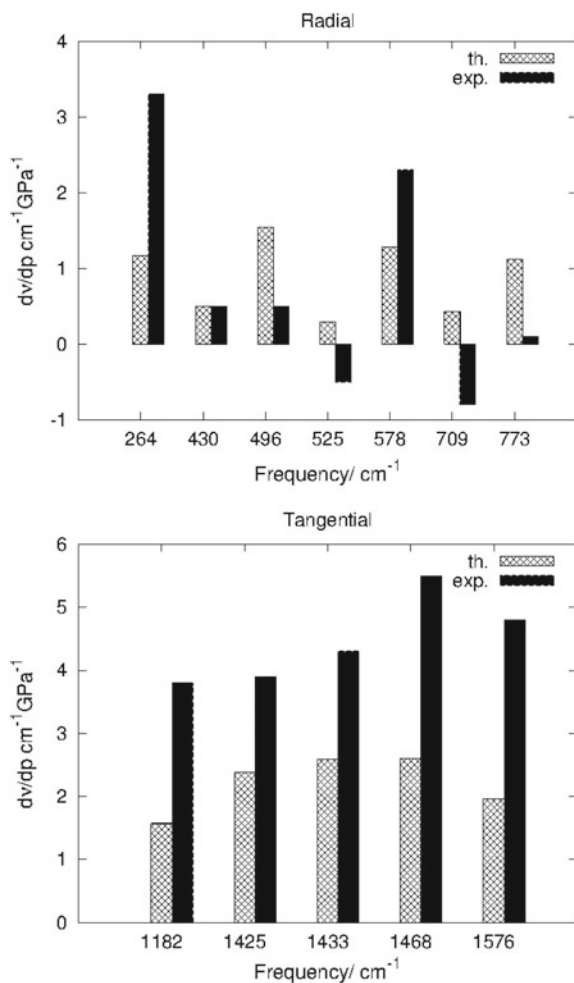 Radial
th.
exp.
4
3
2
1
0
-1
dv/dp cm-1GPa-1
264 430 496 525 578 709 773
Frequency/ cm-1
Tangential
th.
exp.
6
5
4
3
2
1
0
dv/dp cm-1GPa-1
1182 1425 1433 1468 1576
Frequency/ cm-1